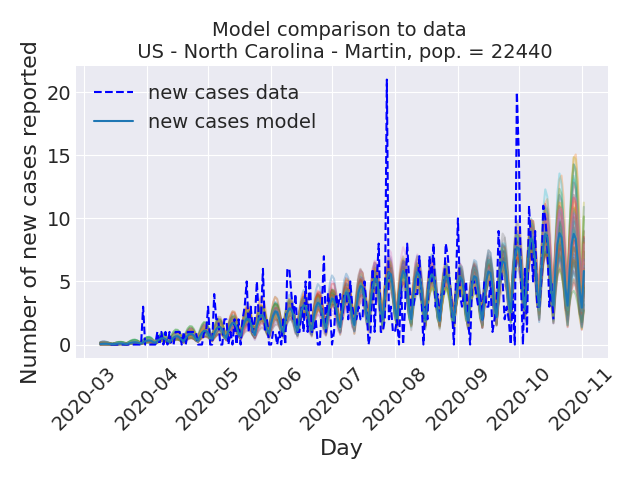 Model comparison to data
US - North Carolina - Martin, pop. = 22440
Number of new cases reported
20
15
10
5
0
new cases data
new cases model
2020-03
2020-04
2020-05
2020-06
2020-07
2020-08
2020-09
2020-10
2020-11
Day